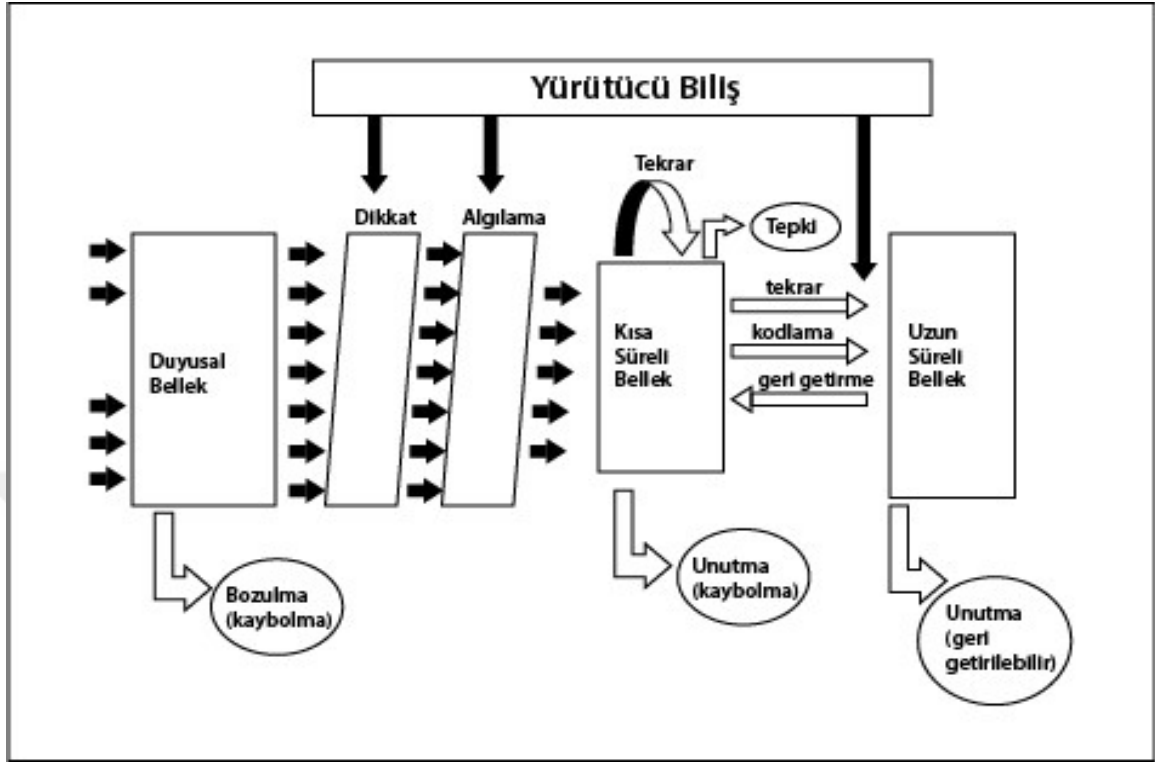 Yürütücü Biliş
Tekrar
Dikkat
Algılama
Tepki
Duyusal
Bellek
Kısa
Süreli
Bellek
tekrar
kodlama
geri getirme
Uzun
Süreli
Bellek
Bozulma
(kaybolma)
Unutma
(kaybolma)
Unutma
(geri
getirilebilir)